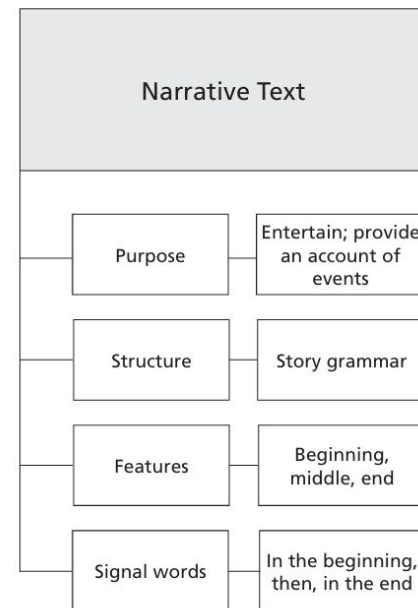 Narrative Text
Purpose
Entertain; provide
an account of
events
Structure
Story grammar
Features
Beginning,
middle, end
Signal words
In the beginning,
then, in the end